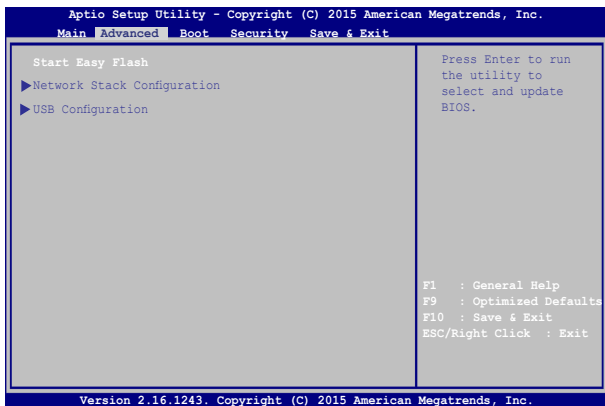 Aptio Setup Utility - Copyright (C) 2015 American Megatrends, Inc.
Main Advanced Boot Security Save & Exit
Start Easy Flash
Network Stack Configuration
USB Configuration
Press Enter to run
the utility to
select and update
BIOS.
F1 : General Help
F9 : Optimized Defaults
F10 : Save & Exit
ESC/Right Click : Exit
Version 2.16.1243. Copyright (C) 2015 American Megatrends, Inc.